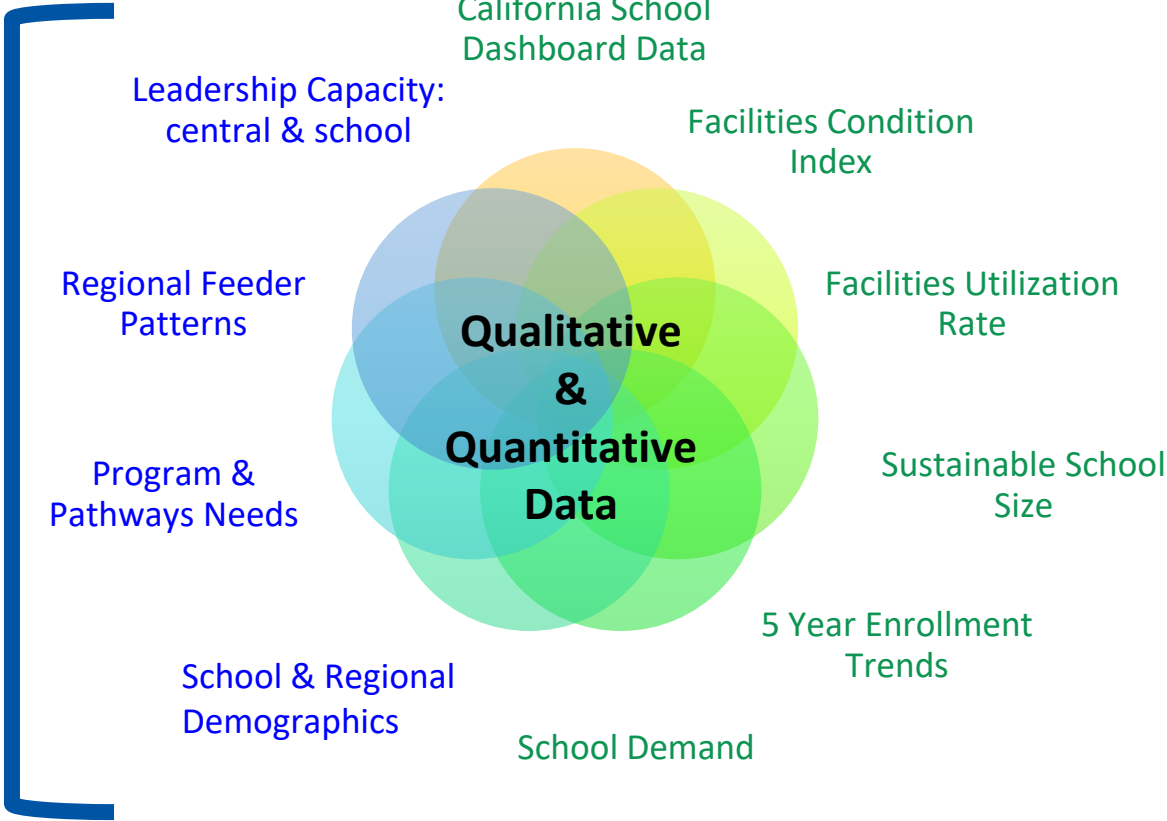 California School
Dashboard Data
Leadership Capacity:
central & school
Facilities Condition
Index
Regional Feeder
Patterns
Facilities Utilization
Rate
Qualitative
&
Quantitative
Data
Program &
Pathways Needs
Sustainable School
Size
5 Year Enrollment
Trends
School & Regional
Demographics
School Demand